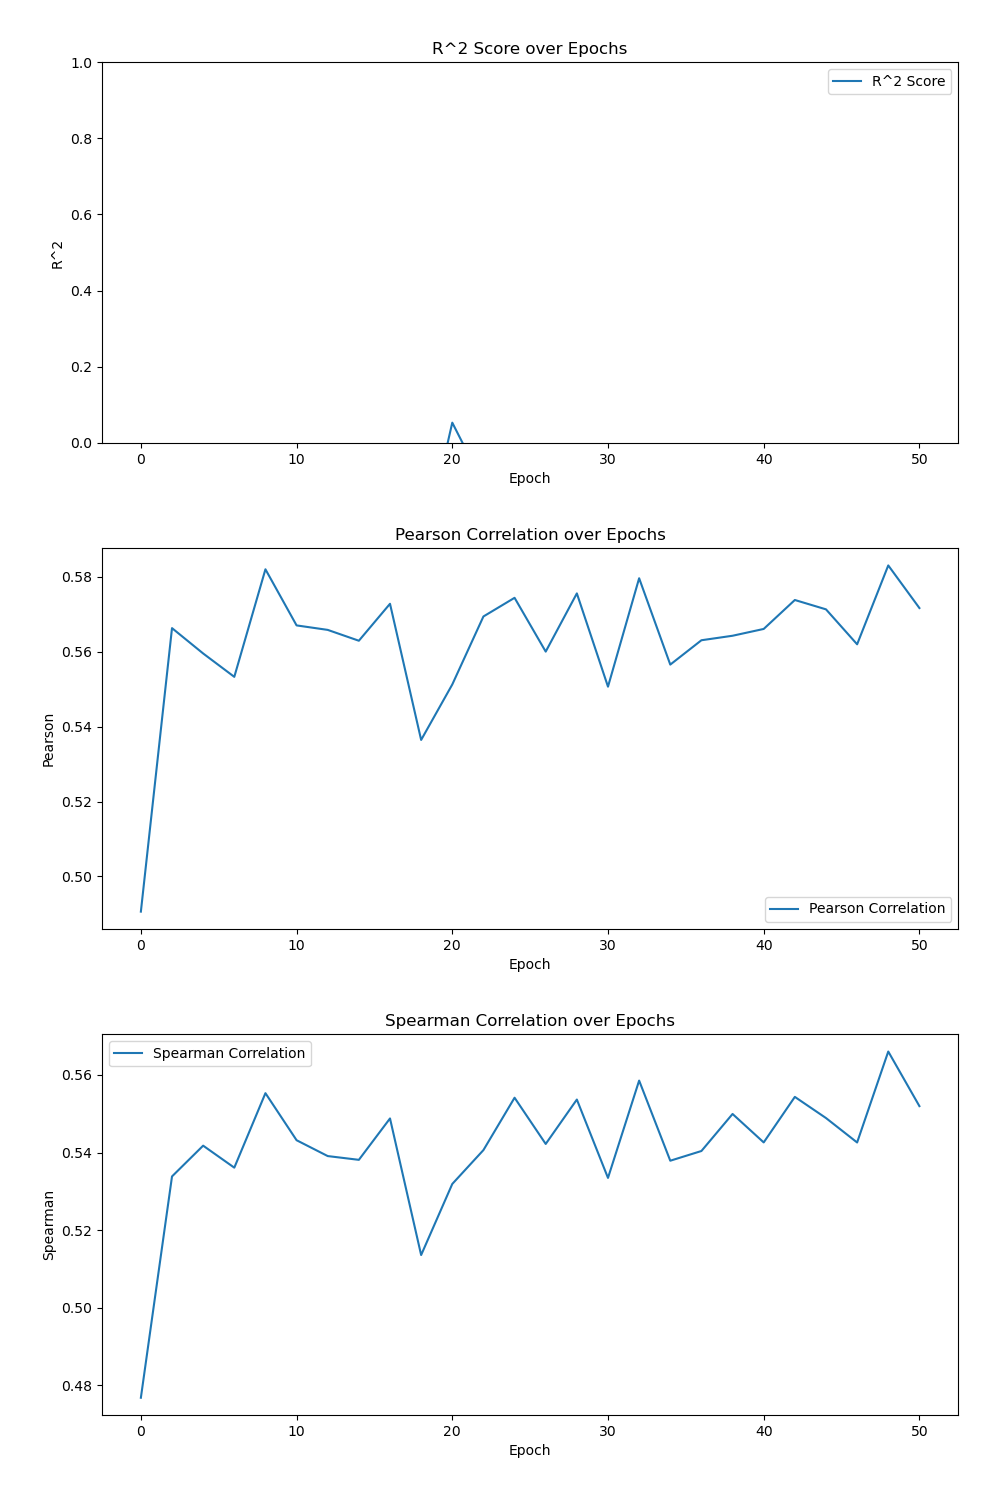 R^2 Score over Epochs
R^2 Score
1.0
0.8
0.6
0.4
0.2
0.0
R^2
0 10 20 30 40 50
Epoch
Pearson Correlation over Epochs
0.58
0.56
0.54
0.52
0.50
Pearson
Pearson Correlation
0 10 20 30 40 50
Epoch
Spearman Correlation over Epochs
Spearman Correlation
0.56
0.54
0.52
0.50
0.48
Spearman
0 10 20 30 40 50
Epoch